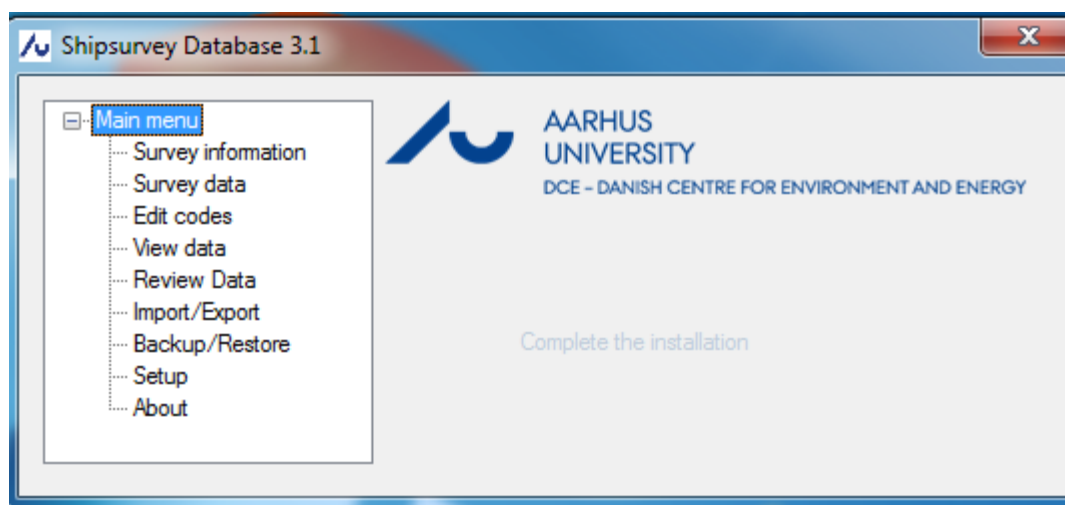 Shipsurvey Database 3.1
Main menu
Survey information
Survey data
Edit codes
View data
Review Data
Import/Export
Backup/Restore
Setup
About
AARHUS
UNIVERSITY
DCE – DANISH CENTRE FOR ENVIRONMENT AND ENERGY
Complete the installation